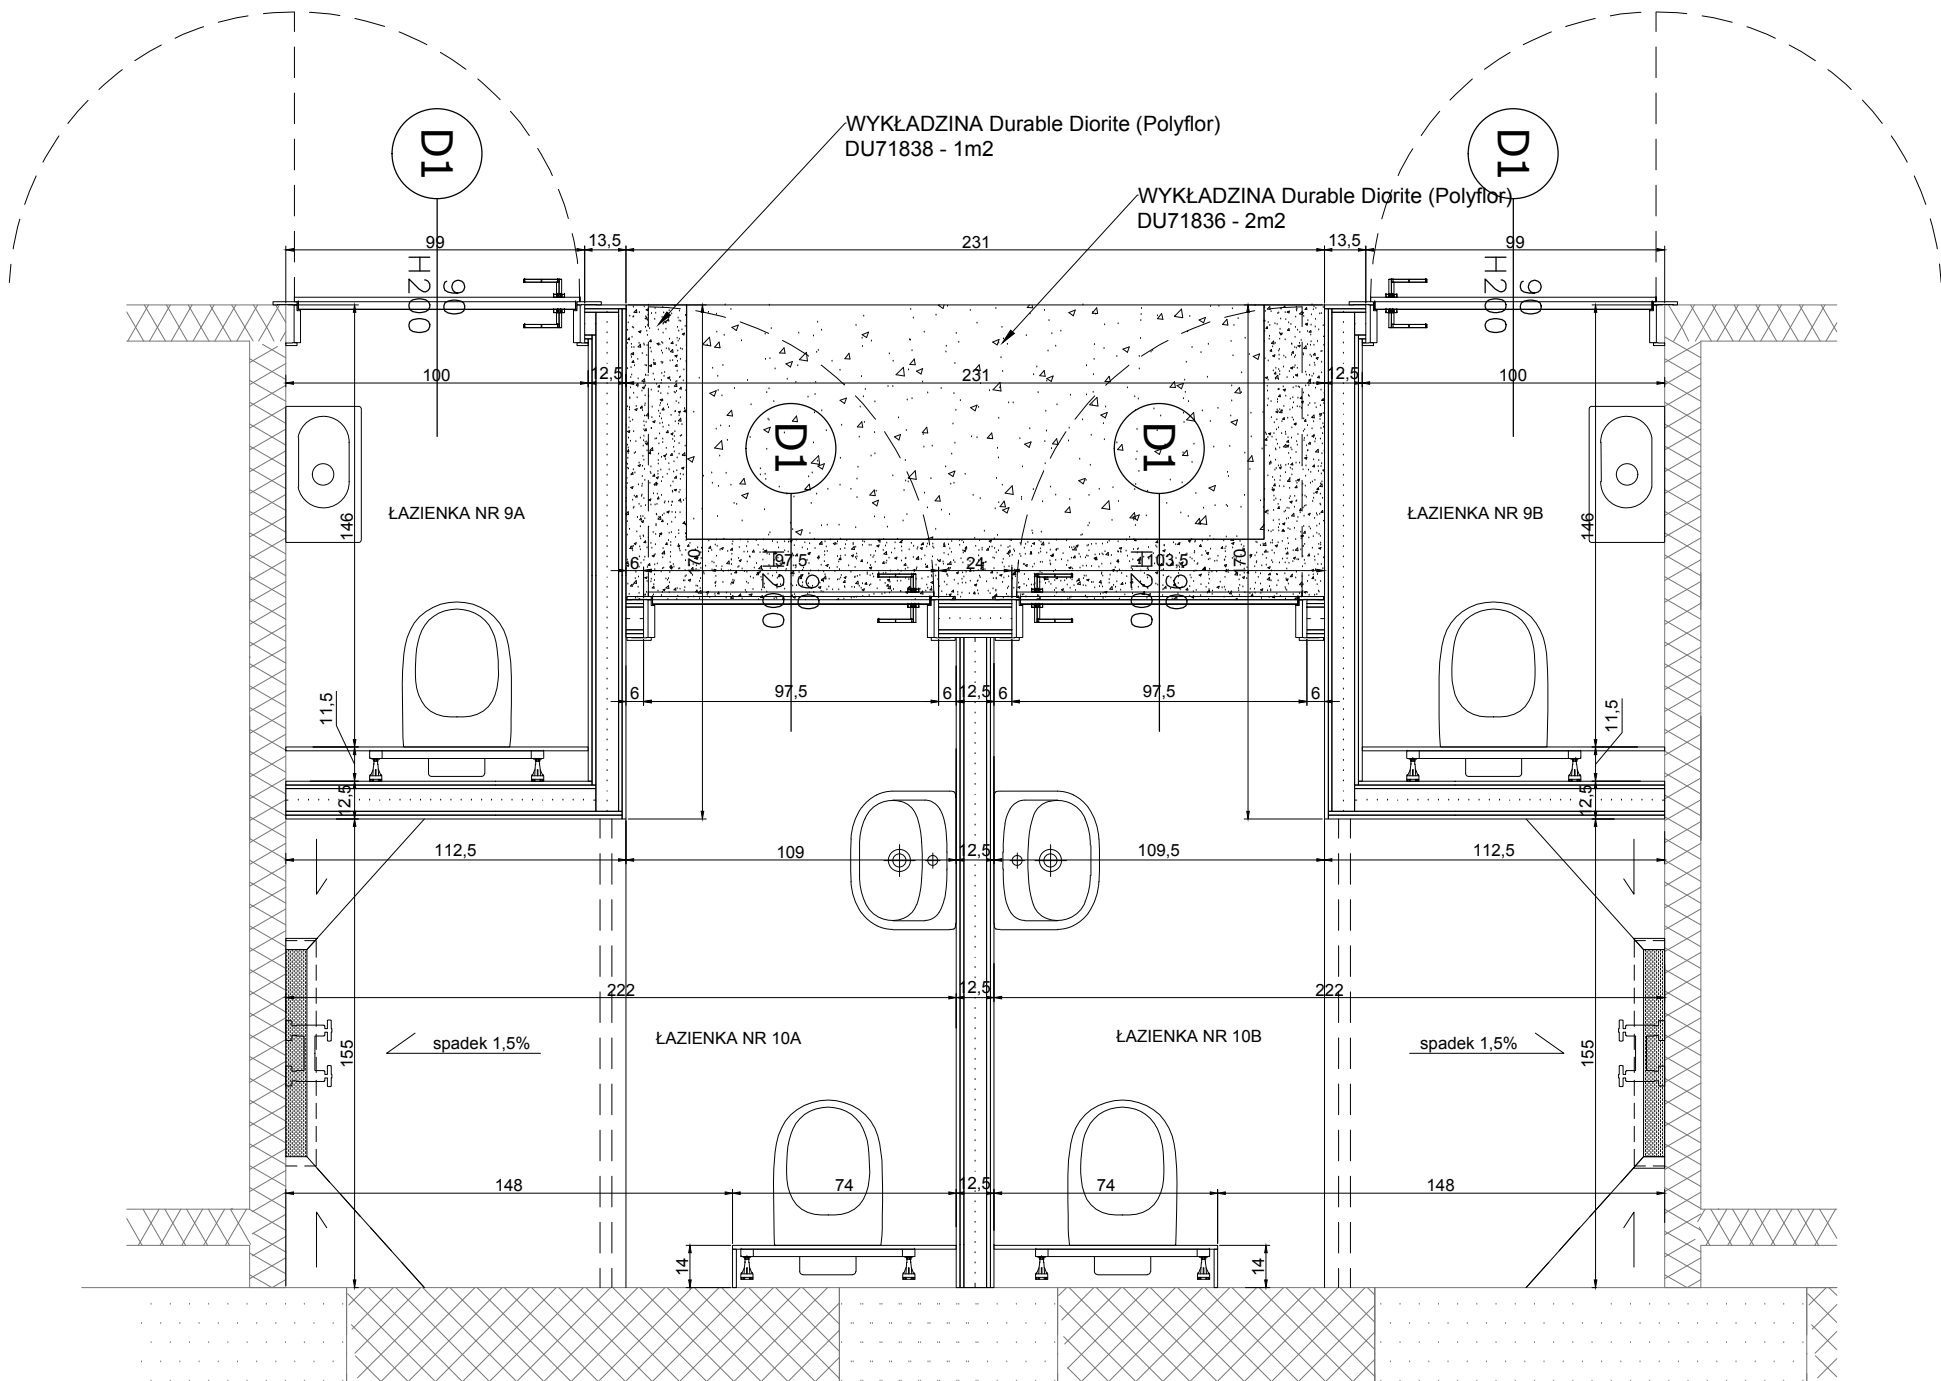 WYKŁADZINA Durable Diorite (Polyflor)
DU71838 - 1m2
D1
D1
WYKŁADZINA Durable Diorite (Polyflor)
DU71836 - 2m2
99
13,5
231
13,5
99
90
H200
90
H200
100
12,5
231
12,5
100
D1
D1
ŁAZIENKA NR 9A
146
ŁAZIENKA NR 9B
146
6
97,5
24
103,5
170
170
90
H200
90
H200
6
97,5
6
12,5
6
97,5
6
11,5
11,5
12,5
12,5
112,5
109
12,5
109,5
112,5
222
12,5
222
ŁAZIENKA NR 10A
ŁAZIENKA NR 10B
spadek 1,5%
spadek 1,5%
155
155
148
74
12,5
74
148
14
14